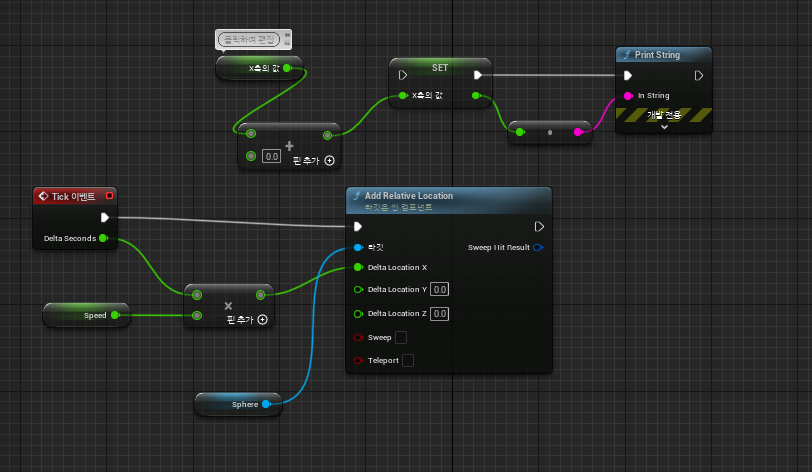 클릭하여 편집
X축의 값
SET
X축의 값
Print String
In String
개발 전용
0.0
+
핀 추가
Tick 이벤트
Delta Seconds
Speed
×
핀 추가
Sphere
Add Relative Location
타깃은 씬 컴포넌트
타깃
Sweep Hit Result
Delta Location X
Delta Location Y 0.0
Delta Location Z 0.0
Sweep
Teleport